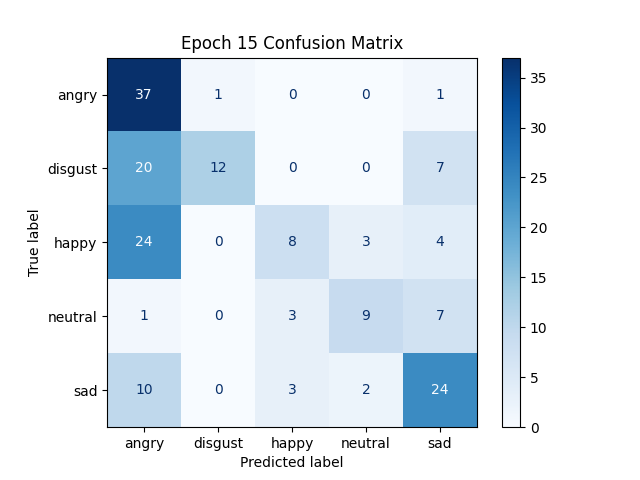 Epoch 15 Confusion Matrix
angry 37 1 0 0 1
disgust 20 12 0 0 7
happy 24 0 8 3 4
neutral 1 0 3 9 7
sad 10 0 3 2 24
angry disgust happy neutral sad
Predicted label
True label
35
30
25
20
15
10
5
0